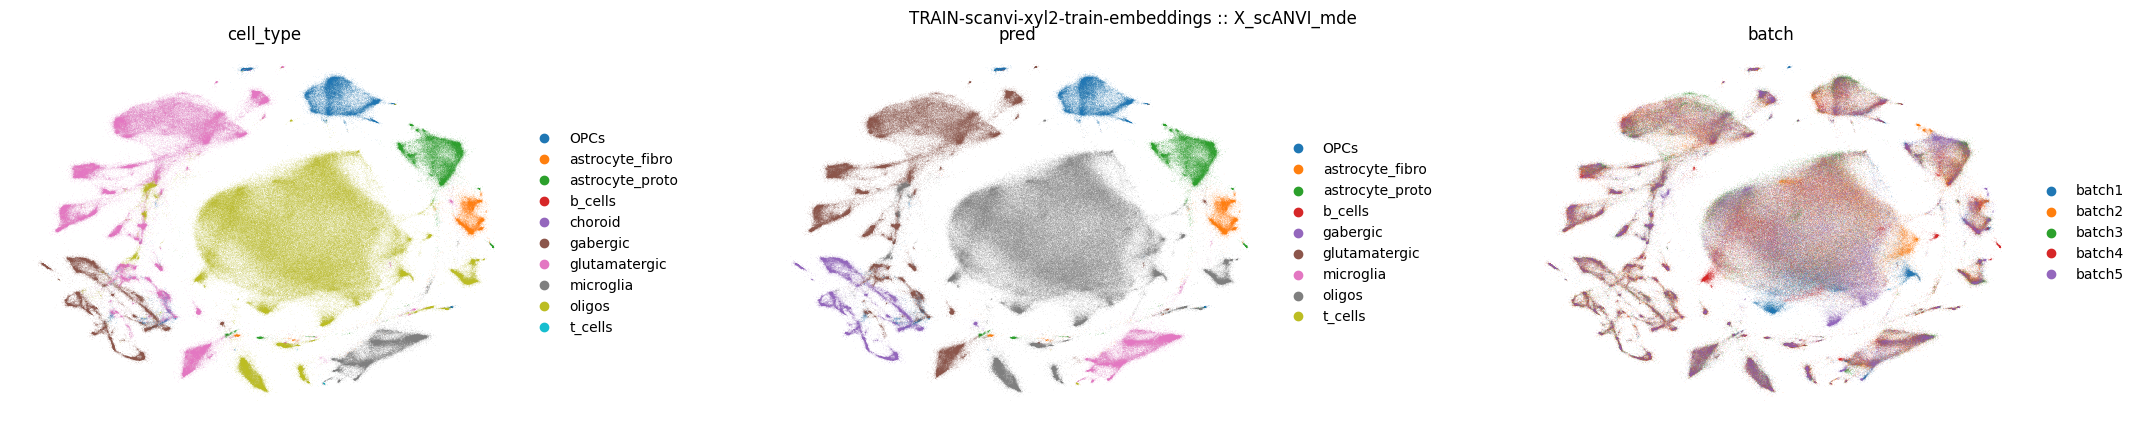 TRAIN-scanvi-xyl2-train-embeddings :: X_scANVI_mde
cell_type
OPCs
astrocyte_fibro
astrocyte_proto
b_cells
choroid
gabergic
glutamatergic
microglia
oligos
t_cells
pred
OPCs
astrocyte_fibro
astrocyte_proto
b_cells
gabergic
glutamatergic
microglia
oligos
t_cells
batch
batch1
batch2
batch3
batch4
batch5